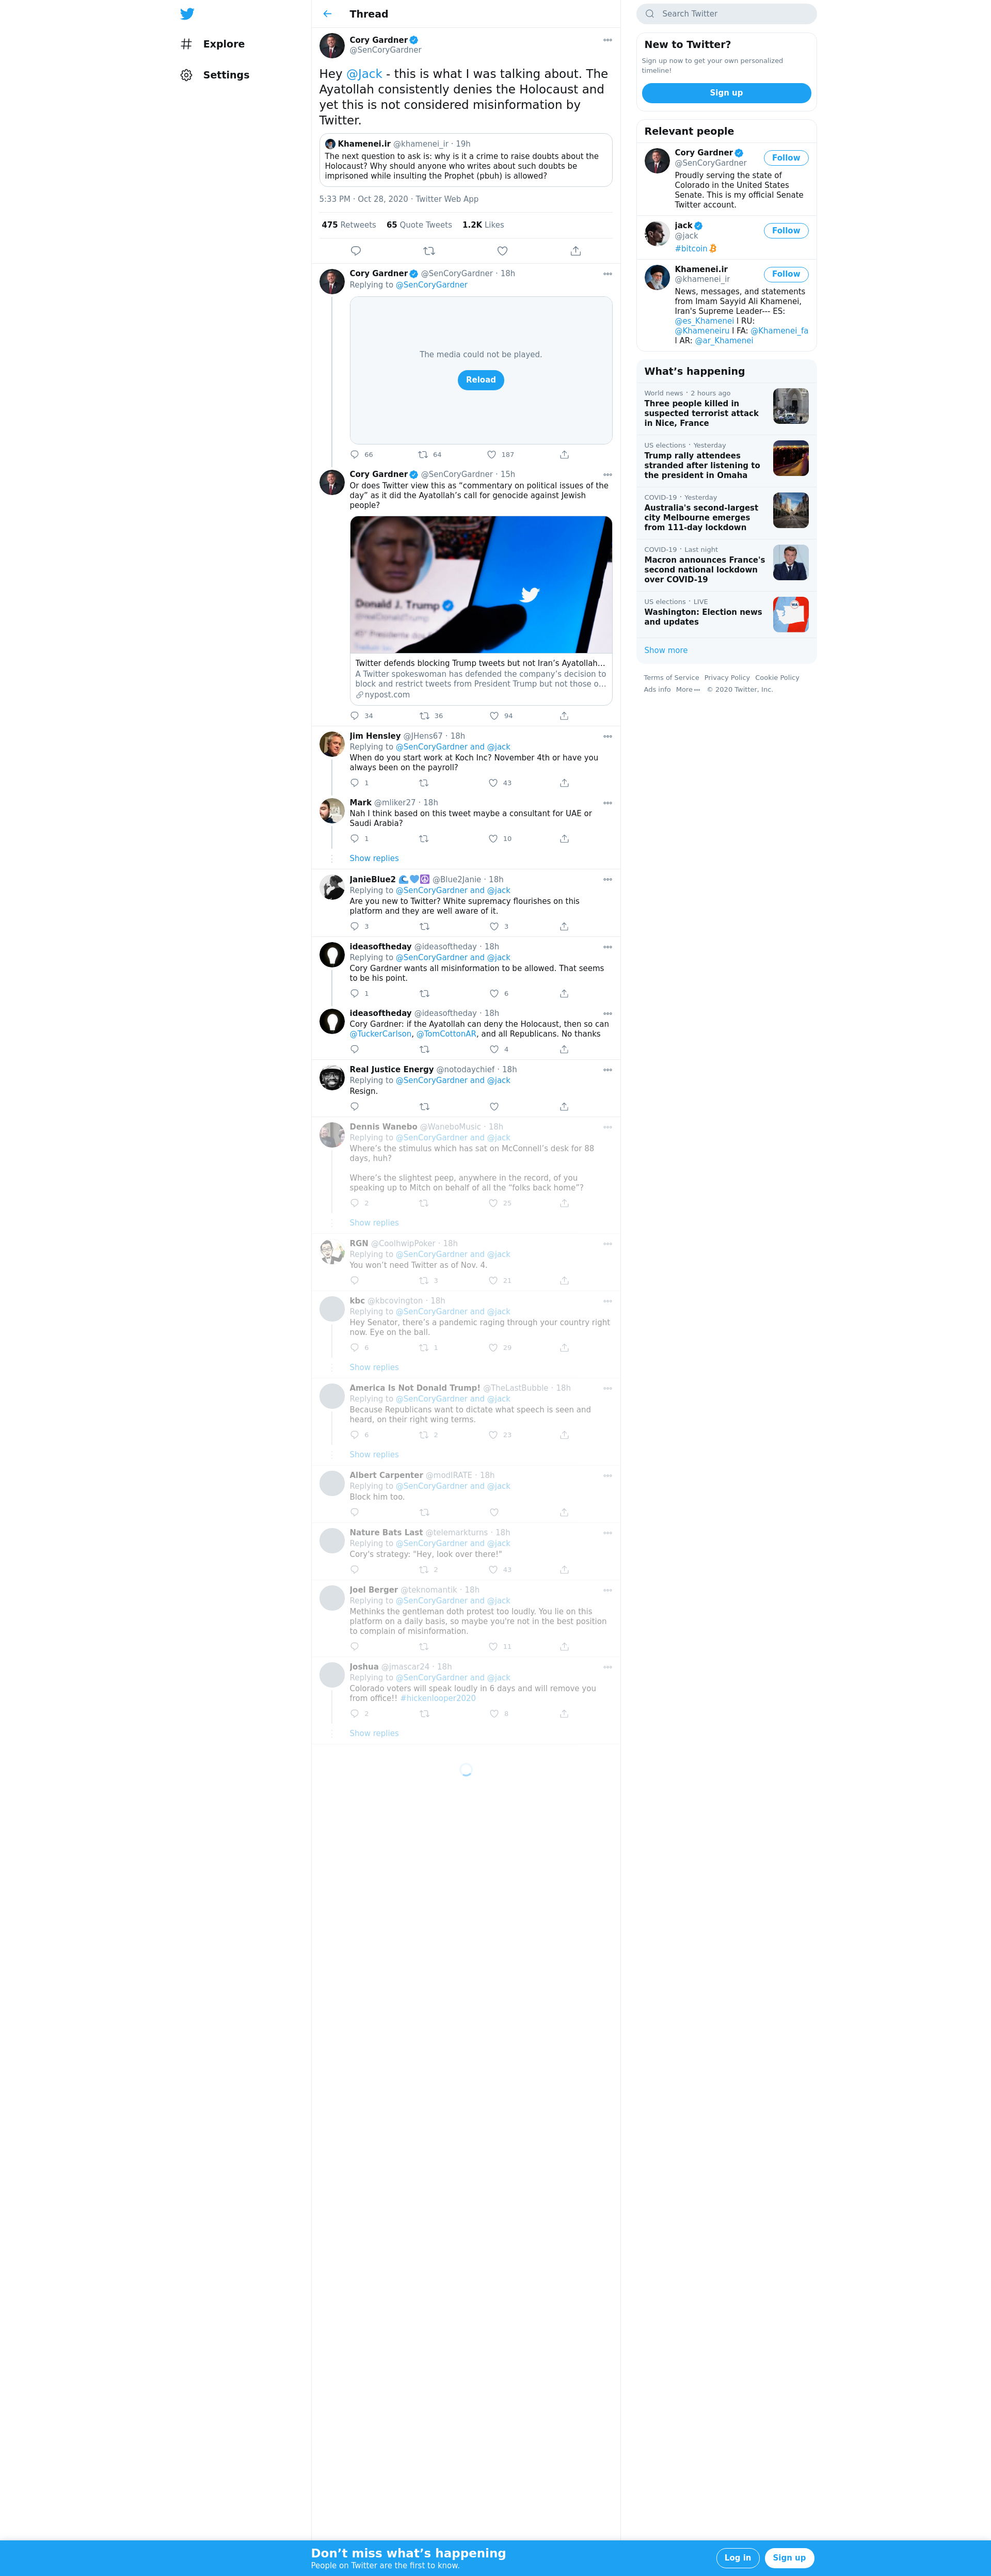 Explore
Settings
Thread
Cory Gardner
@SenCoryGardner
Hey @Jack - this is what I was talking about. The
Ayatollah consistently denies the Holocaust and
yet this is not considered misinformation by
Twitter.
Khamenei.ir @khamenei_ir · 19h
The next question to ask is: why is it a crime to raise doubts about the
Holocaust? Why should anyone who writes about such doubts be
imprisoned while insulting the Prophet (pbuh) is allowed?
5:33 PM · Oct 28, 2020 · Twitter Web App
475 Retweets 65 Quote Tweets 1.2K Likes
Cory Gardner @SenCoryGardner · 18h
Replying to @SenCoryGardner
The media could not be played.
Reload
66 64 187
Cory Gardner @SenCoryGardner · 15h
Or does Twitter view this as “commentary on political issues of the
day” as it did the Ayatollah’s call for genocide against Jewish
people?
Donald J. Trump
Twitter defends blocking Trump tweets but not Iran’s Ayatollah...
A Twitter spokeswoman has defended the company’s decision to
block and restrict tweets from President Trump but not those o...
nypost.com
34 36 94
Jim Hensley @JHens67 · 18h
Replying to @SenCoryGardner and @jack
When do you start work at Koch Inc? November 4th or have you
always been on the payroll?
1 43
Mark @mliker27 · 18h
Nah I think based on this tweet maybe a consultant for UAE or
Saudi Arabia?
1 10
Show replies
JanieBlue2 @Blue2Janie · 18h
Replying to @SenCoryGardner and @jack
Are you new to Twitter? White supremacy flourishes on this
platform and they are well aware of it.
3 3
ideasoftheday @ideasoftheday · 18h
Replying to @SenCoryGardner and @jack
Cory Gardner wants all misinformation to be allowed. That seems
to be his point.
1 6
ideasoftheday @ideasoftheday · 18h
Cory Gardner: if the Ayatollah can deny the Holocaust, then so can
@TuckerCarlson, @TomCottonAR, and all Republicans. No thanks
4
Real Justice Energy @notodaychief · 18h
Replying to @SenCoryGardner and @jack
Resign.
Dennis Wanebo @WaneboMusic · 18h
Replying to @SenCoryGardner and @jack
Where’s the stimulus which has sat on McConnell’s desk for 88
days, huh?
Where’s the slightest peep, anywhere in the record, of you
speaking up to Mitch on behalf of all the “folks back home”?
2 25
Show replies
RGN @CoolhwipPoker · 18h
Replying to @SenCoryGardner and @jack
You won’t need Twitter as of Nov. 4.
3 21
kbc @kbcovington · 18h
Replying to @SenCoryGardner and @jack
Hey Senator, there’s a pandemic raging through your country right
now. Eye on the ball.
6 1 29
Show replies
America Is Not Donald Trump! @TheLastBubble · 18h
Replying to @SenCoryGardner and @jack
Because Republicans want to dictate what speech is seen and
heard, on their right wing terms.
6 2 23
Show replies
Albert Carpenter @modIRATE · 18h
Replying to @SenCoryGardner and @jack
Block him too.
Nature Bats Last @telemarkturns · 18h
Replying to @SenCoryGardner and @jack
Cory's strategy: "Hey, look over there!"
2 43
Joel Berger @teknomantik · 18h
Replying to @SenCoryGardner and @jack
Methinks the gentleman doth protest too loudly. You lie on this
platform on a daily basis, so maybe you’re not in the best position
to complain of misinformation.
11
Joshua @jmascar24 · 18h
Replying to @SenCoryGardner and @jack
Colorado voters will speak loudly in 6 days and will remove you
from office!! #hickenlooper2020
2 8
Show replies
Search Twitter
New to Twitter?
Sign up now to get your own personalized
timeline!
Sign up
Relevant people
Cory Gardner
@SenCoryGardner
Follow
Proudly serving the state of
Colorado in the United States
Senate. This is my official Senate
Twitter account.
jack
@jack
Follow
#bitcoin
Khamenei.ir
@khamenei_ir
Follow
News, messages, and statements
from Imam Sayyid Ali Khamenei,
Iran's Supreme Leader--- ES:
@es_Khamenei I RU:
@Khameneiru I FA: @Khamenei_fa
I AR: @ar_Khamenei
What’s happening
World news · 2 hours ago
Three people killed in
suspected terrorist attack
in Nice, France
US elections · Yesterday
Trump rally attendees
stranded after listening to
the president in Omaha
COVID-19 · Yesterday
Australia's second-largest
city Melbourne emerges
from 111-day lockdown
COVID-19 · Last night
Macron announces France's
second national lockdown
over COVID-19
US elections · LIVE
Washington: Election news
and updates
Show more
Terms of Service Privacy Policy Cookie Policy
Ads info More © 2020 Twitter, Inc.
Don’t miss what’s happening
People on Twitter are the first to know.
Log in
Sign up